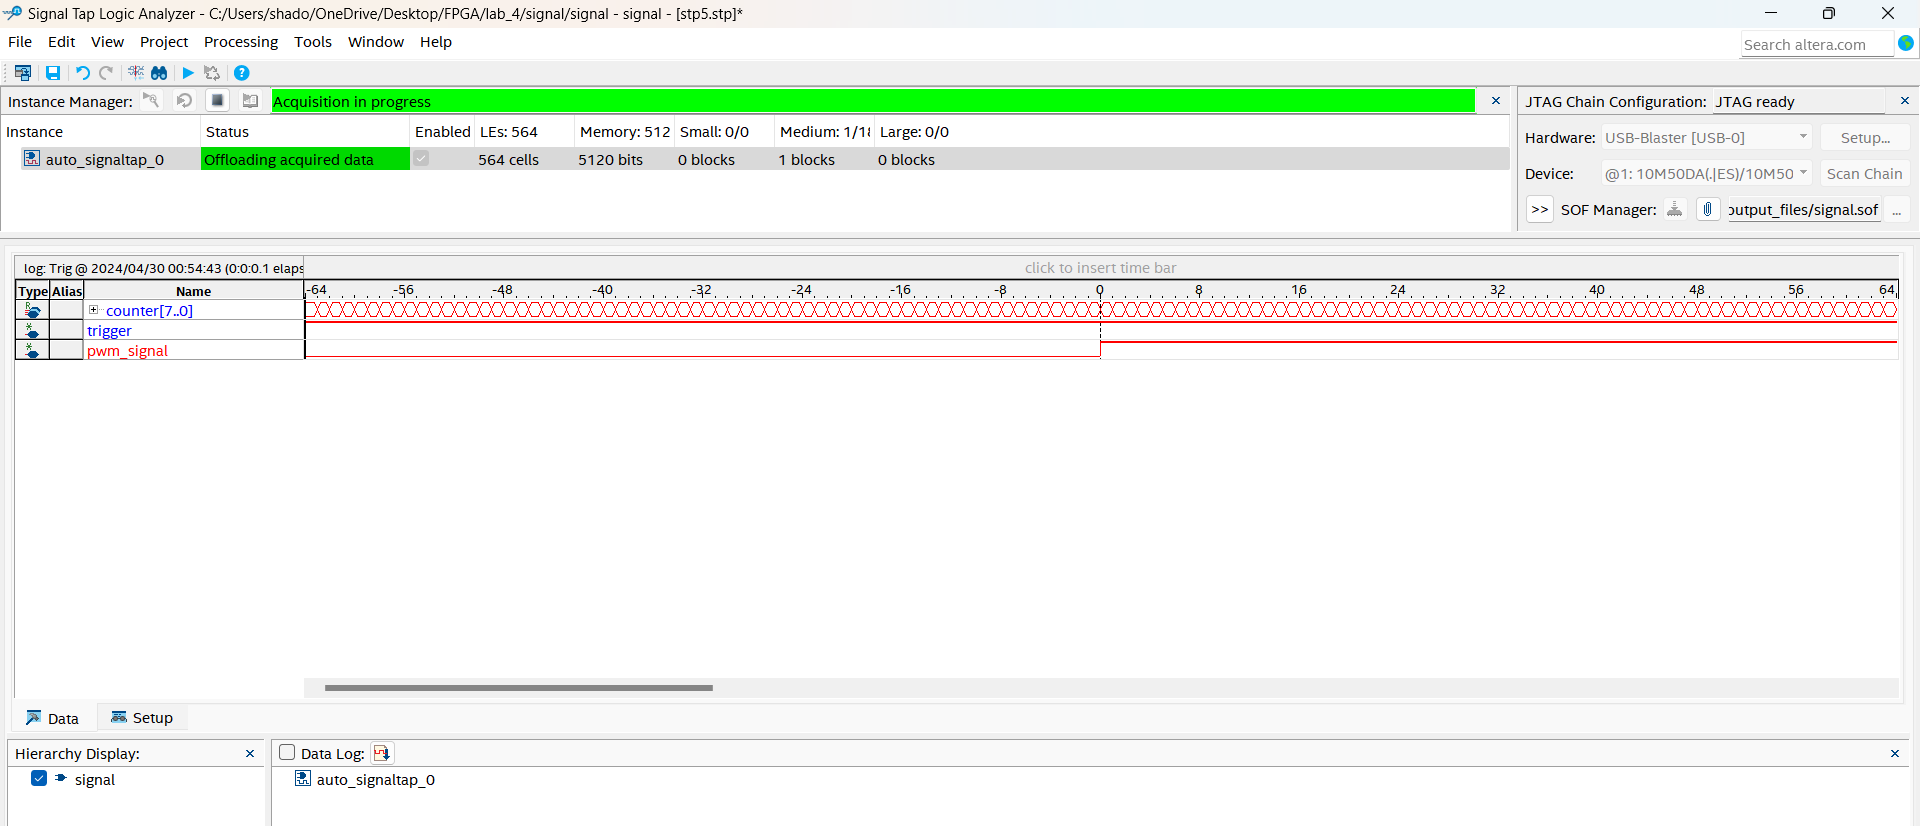 Signal Tap Logic Analyzer - C:/Users/shado/OneDrive/Desktop/FPGA/lab_4/signal/signal - signal - [stp5.stp]*
File Edit View Project Processing Tools Window Help
Search altera.com
Instance Manager: Acquisition in progress
JTAG Chain Configuration: JTAG ready
Instance Status Enabled LEs: 564 Memory: 512 Small: 0/0 Medium: 1/18 Large: 0/0
auto_signaltap_0 Offloading acquired data 564 cells 5120 bits 0 blocks 1 blocks 0 blocks
Hardware: USB-Blaster [USB-0] Setup...
Device: @1: 10M50DA(.|ES)/10M50 Scan Chain
>> SOF Manager: output_files/signal.sof ...
log: Trig @ 2024/04/30 00:54:43 (0:0:0.1 elaps
click to insert time bar
Type Alias Name
-64 -56 -48 -40 -32 -24 -16 -8 0 8 16 24 32 40 48 56 64
counter[7..0]
trigger
pwm_signal
Data Setup
Hierarchy Display:
signal
Data Log:
auto_signaltap_0